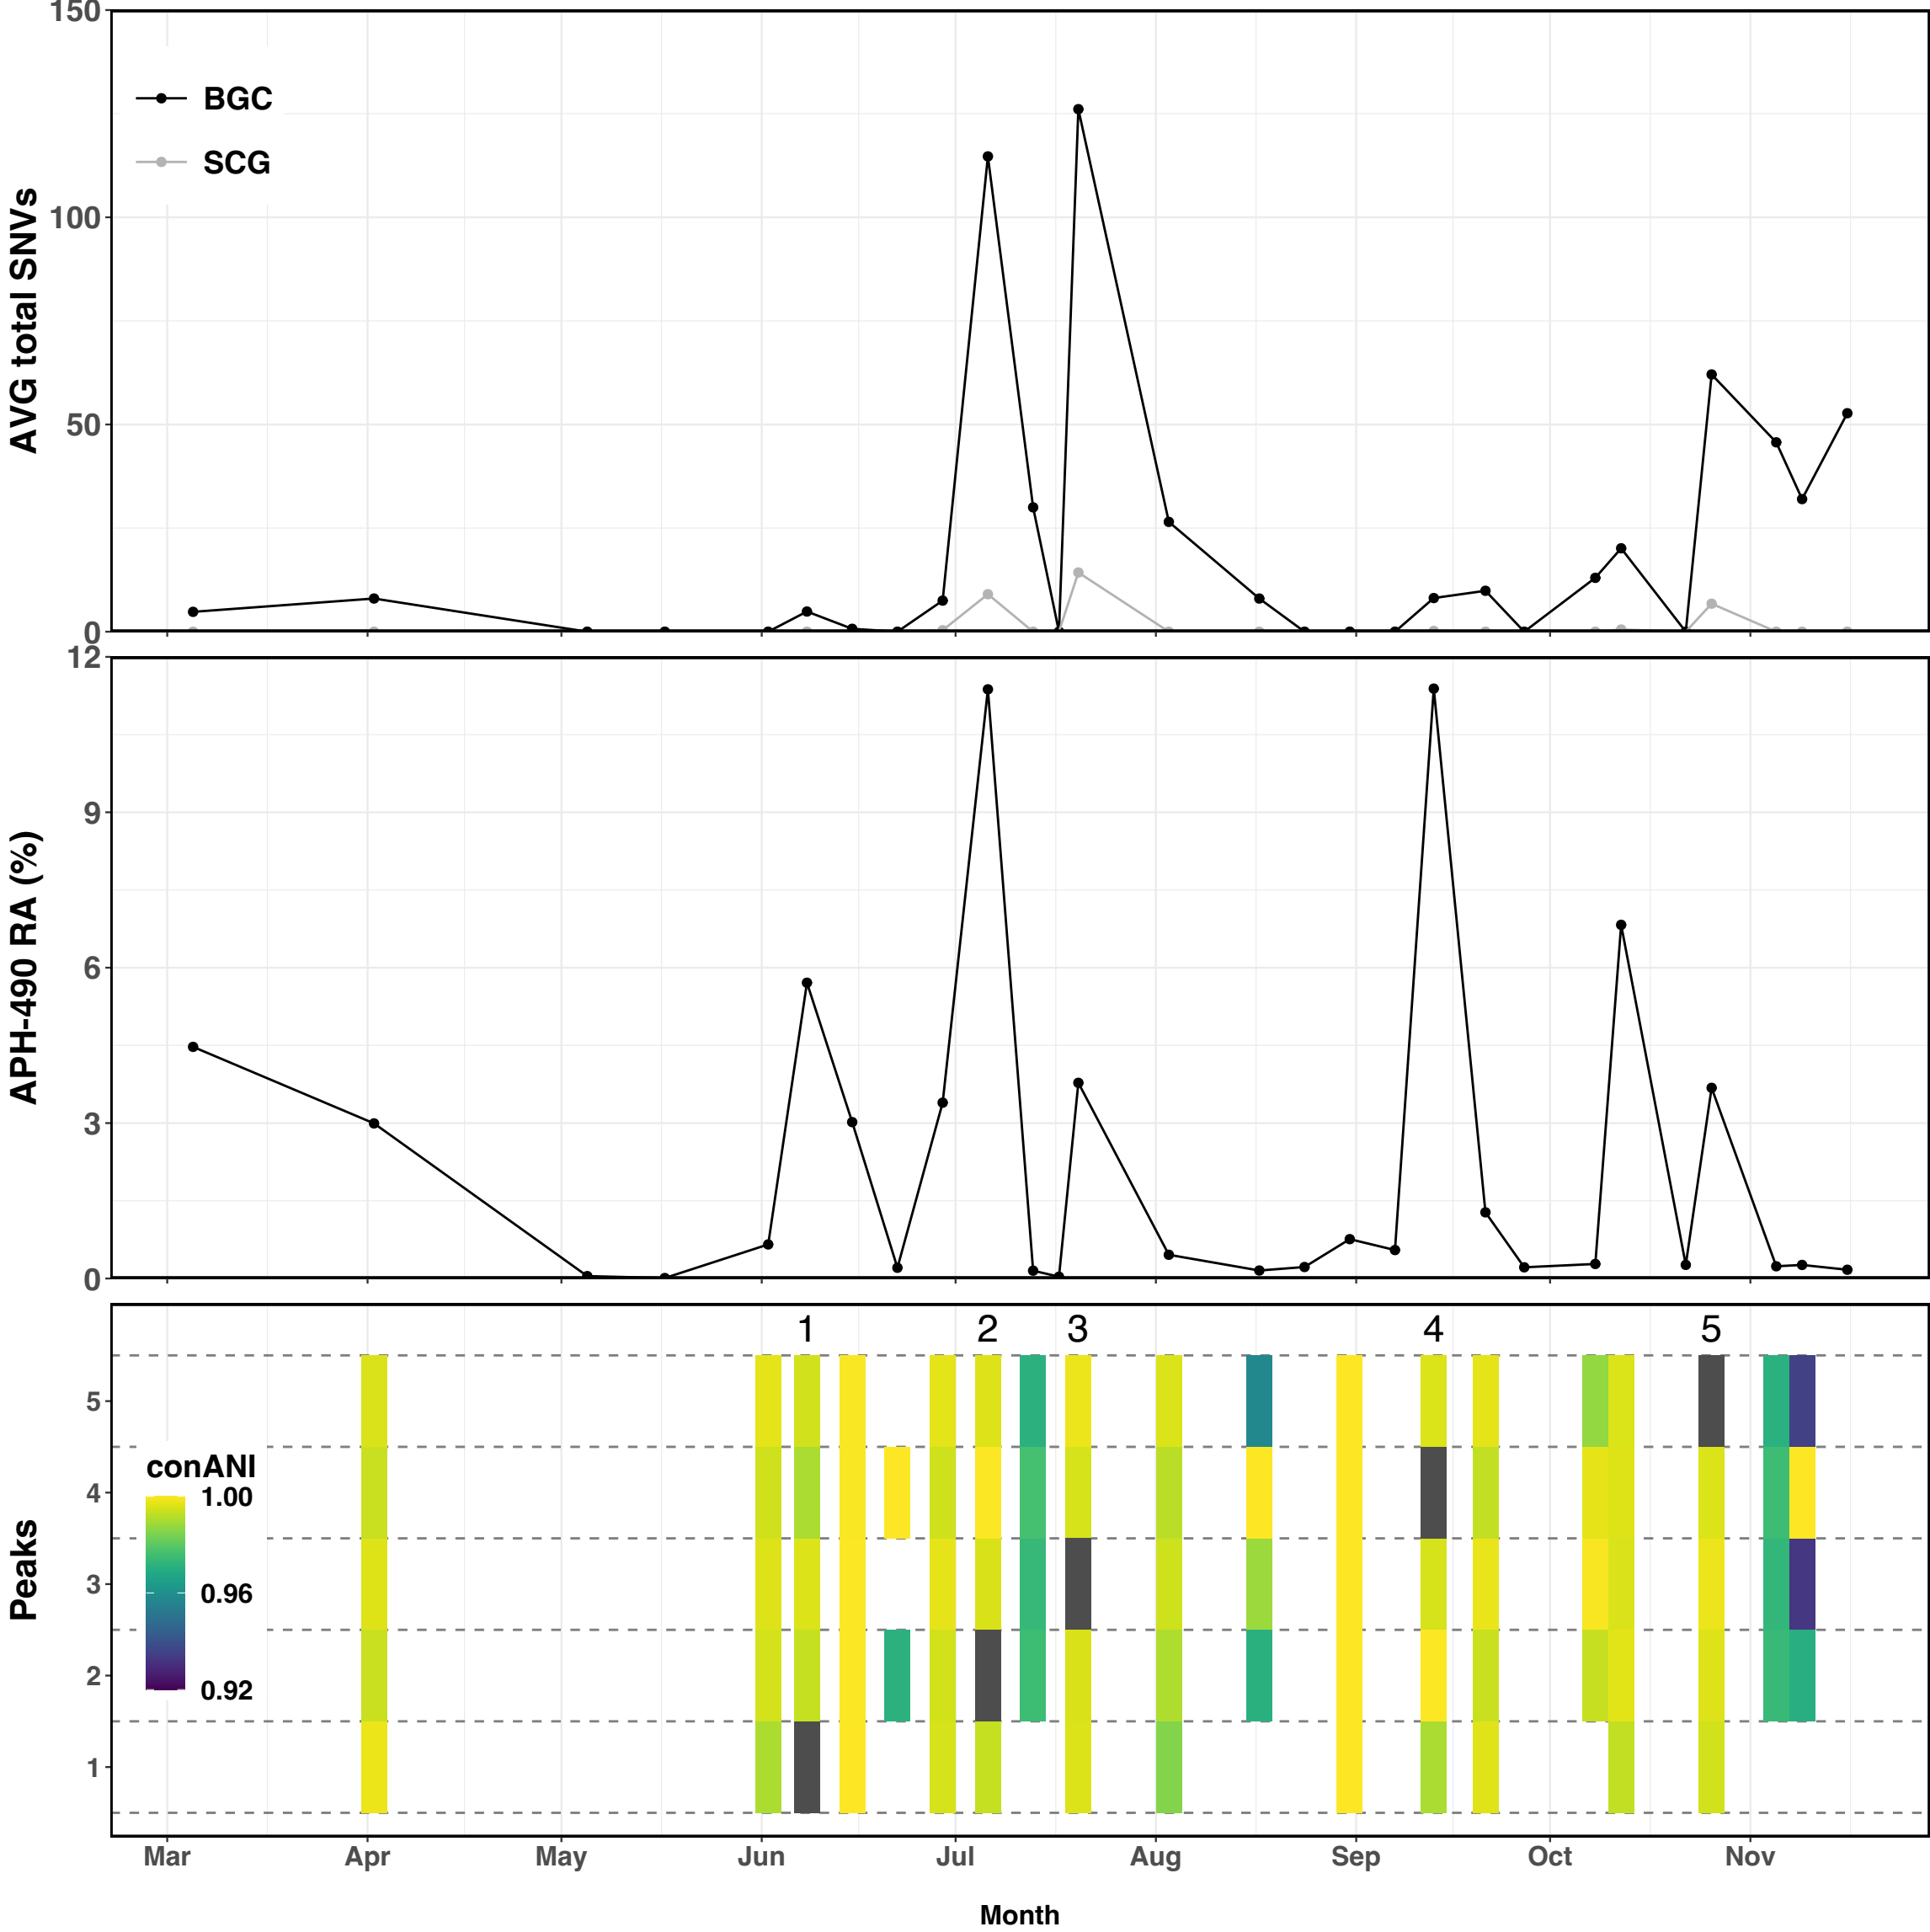 150
100
50
0
AVG total SNVs
BGC
SCG
12
9
6
3
0
APH-490 RA (%)
1 2 3 4 5
5
4
3
2
1
Peaks
conANI
1.00
0.96
0.92
Mar Apr May Jun Jul Aug Sep Oct Nov
Month